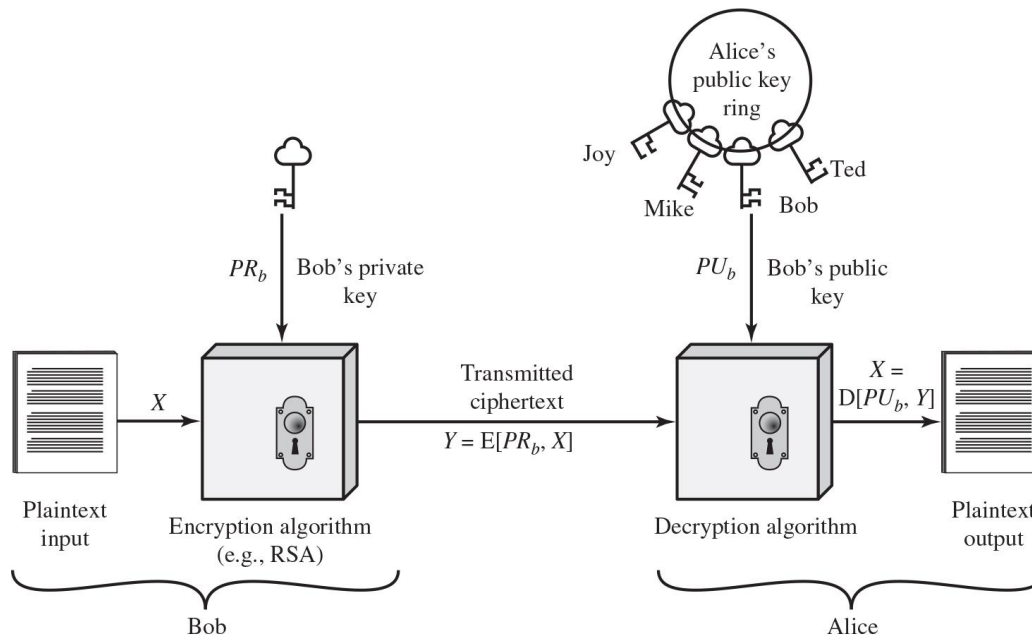 Alice's
public key
ring
Joy
Mike
Bob
Ted
PR_b
Bob's private
key
PU_b
Bob's public
key
X
Transmitted
ciphertext
Y = E[PR_b, X]
X =
D[PU_b, Y]
Plaintext
input
Encryption algorithm
(e.g., RSA)
Decryption algorithm
Plaintext
output
Bob
Alice